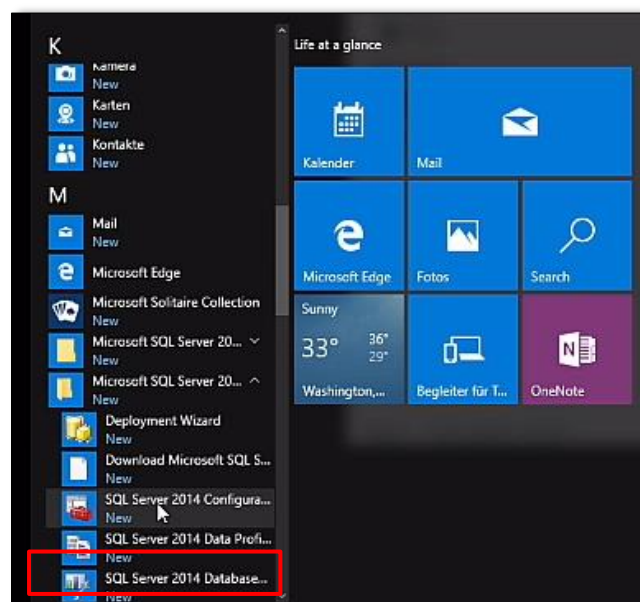 K
Kamera
New
Karten
New
Kontakte
New
M
Mail
New
Microsoft Edge
Microsoft Solitaire Collection
New
Microsoft SQL Server 20...
New
Microsoft SQL Server 20...
New
Deployment Wizard
New
Download Microsoft SQL S...
New
SQL Server 2014 Configura...
New
SQL Server 2014 Data Profi...
New
SQL Server 2014 Database...
New
Life at a glance
Kalender
Mail
Microsoft Edge
Fotos
Search
Sunny
33° 36°
29°
Washington,...
Begleiter für T...
OneNote